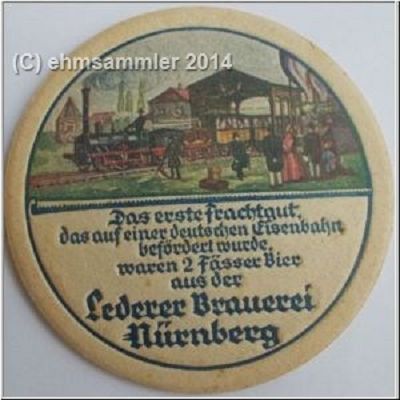 (C) ehmsammler 2014
Das erste Frachtgut,
das auf einer deutschen Eisenbahn
befördert wurde,
waren 2 Fässer Bier
aus der
Lederer Brauerei
Nürnberg